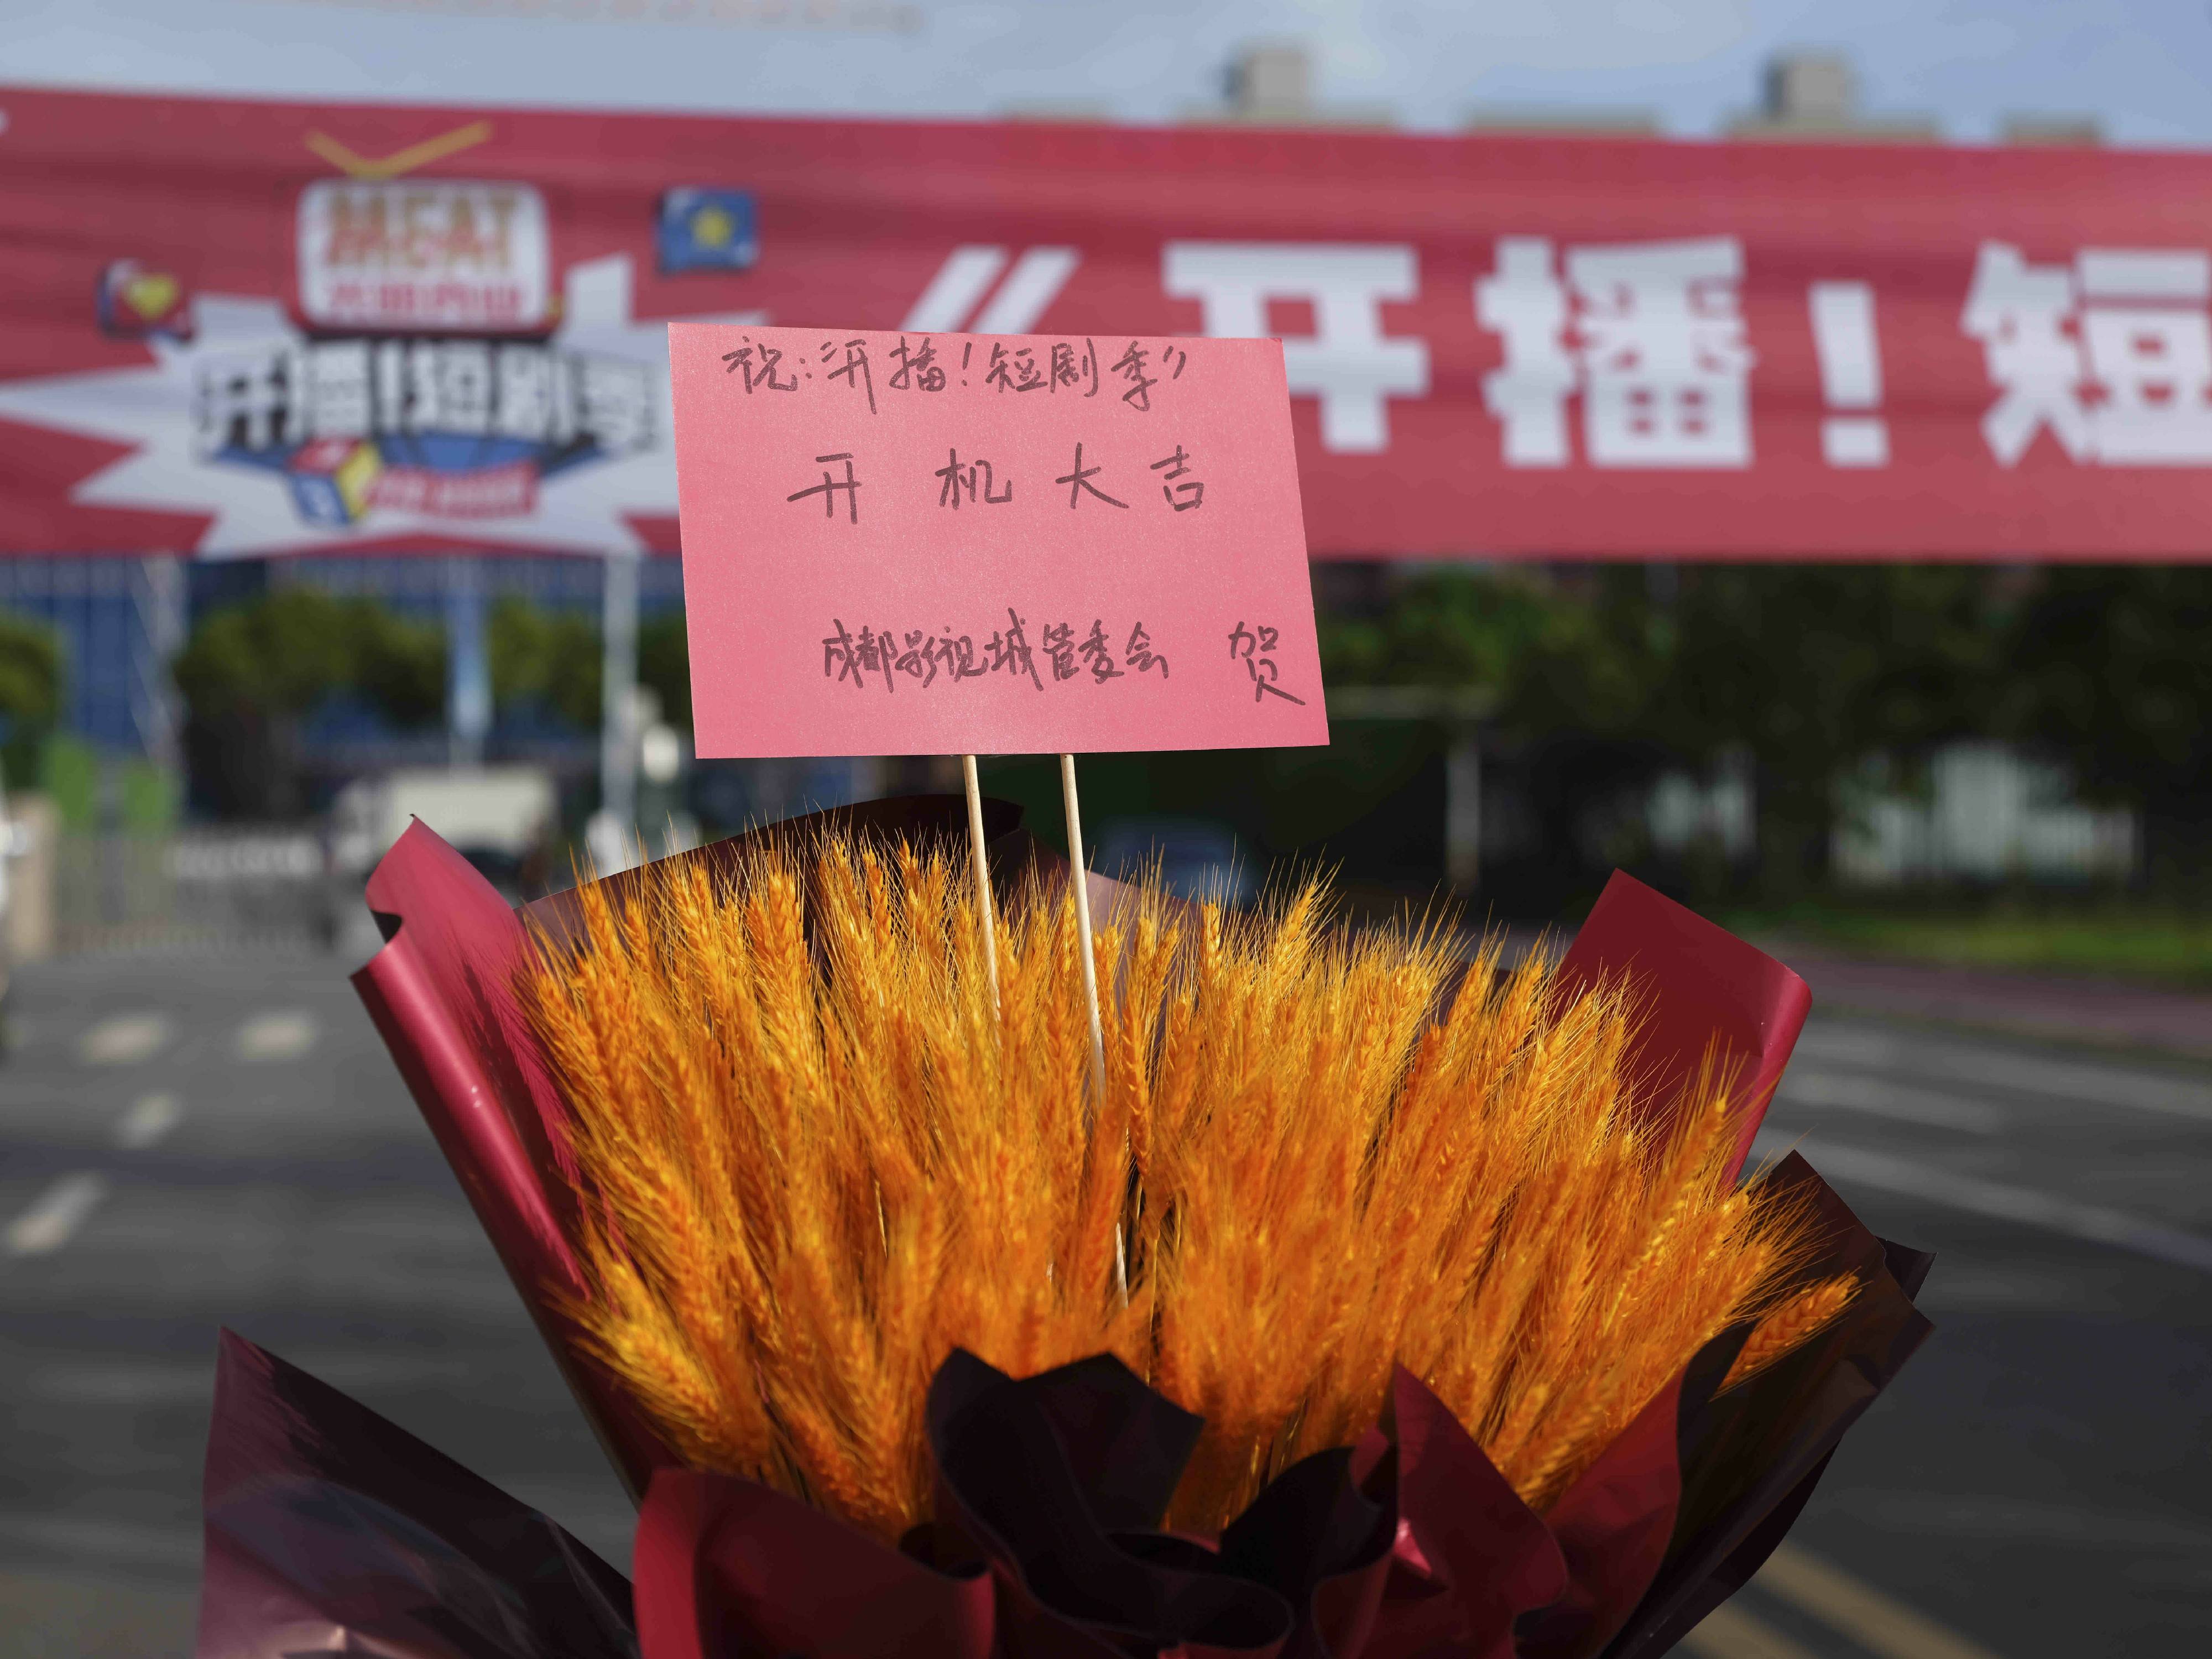 《开播！短
开播!短剧季
祝:"开播!短剧季"
开机大吉
成都影视城管委会 贺